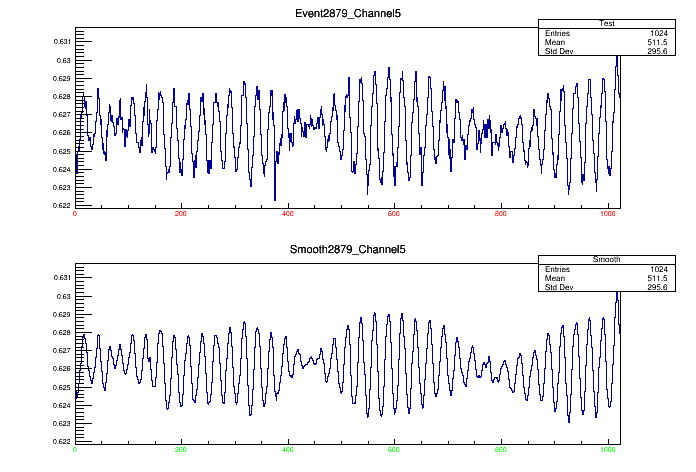 Event2879_Channel5
Test
Entries 1024
Mean 511.5
Std Dev 295.6
0.631
0.63
0.629
0.628
0.627
0.626
0.625
0.624
0.623
0.622
0 200 400 600 800 1000
Smooth2879_Channel5
Smooth
Entries 1024
Mean 511.5
Std Dev 295.6
0.631
0.63
0.629
0.628
0.627
0.626
0.625
0.624
0.623
0.622
0 200 400 600 800 1000